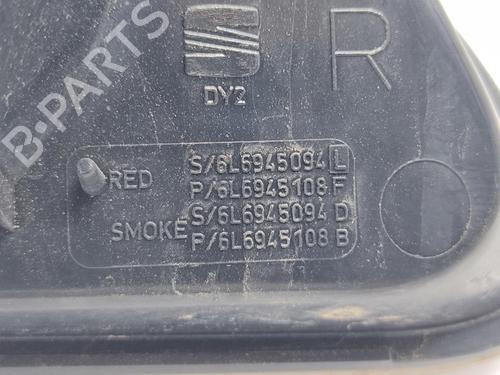 B-PARTS
R
DY2
RED S/6L6945094 L
P/6L6945108 F
SMOKE S/6L6945094 D
P/6L6945108 B